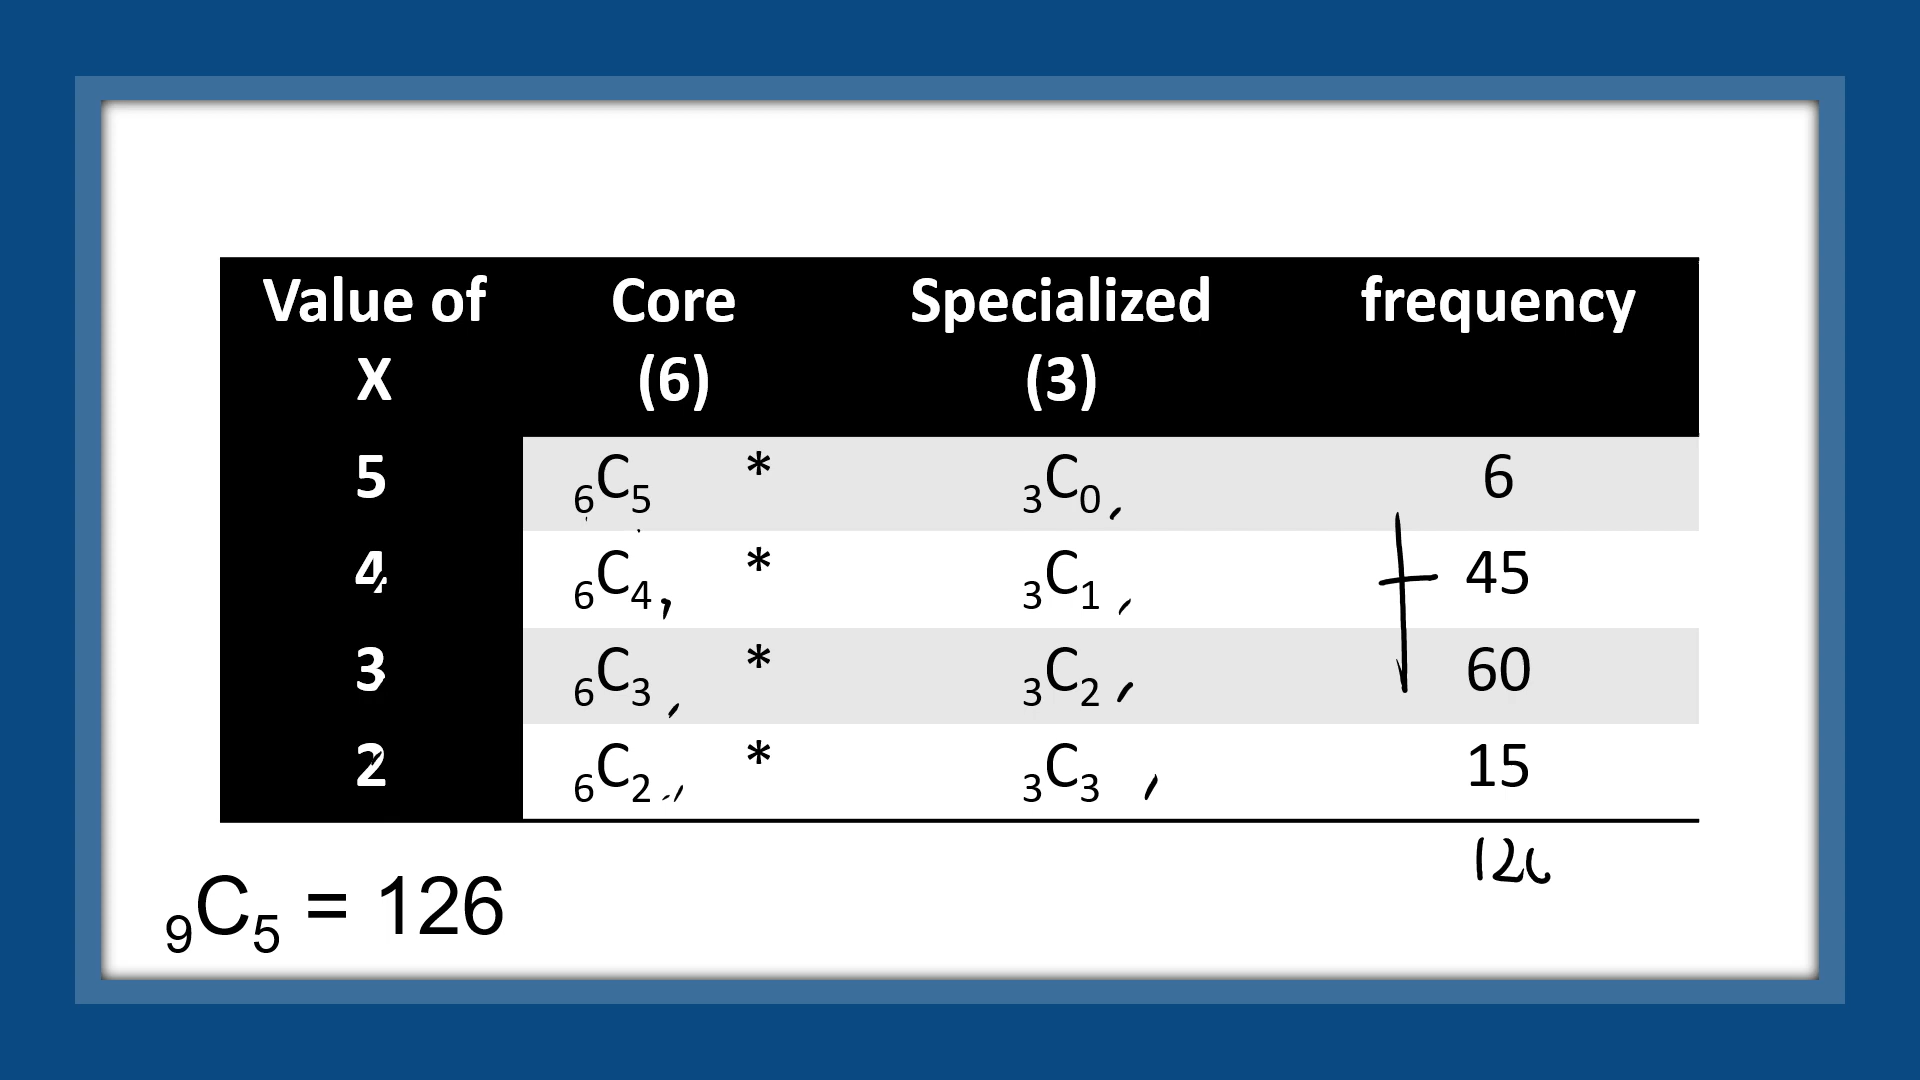 Value of X Core (6) Specialized (3) frequency
5 ₆C₅ * ₃C₀ 6
4 ₆C₄ * ₃C₁ 45
3 ₆C₃ * ₃C₂ 60
2 ₆C₂ * ₃C₃ 15
126
₉C₅ = 126